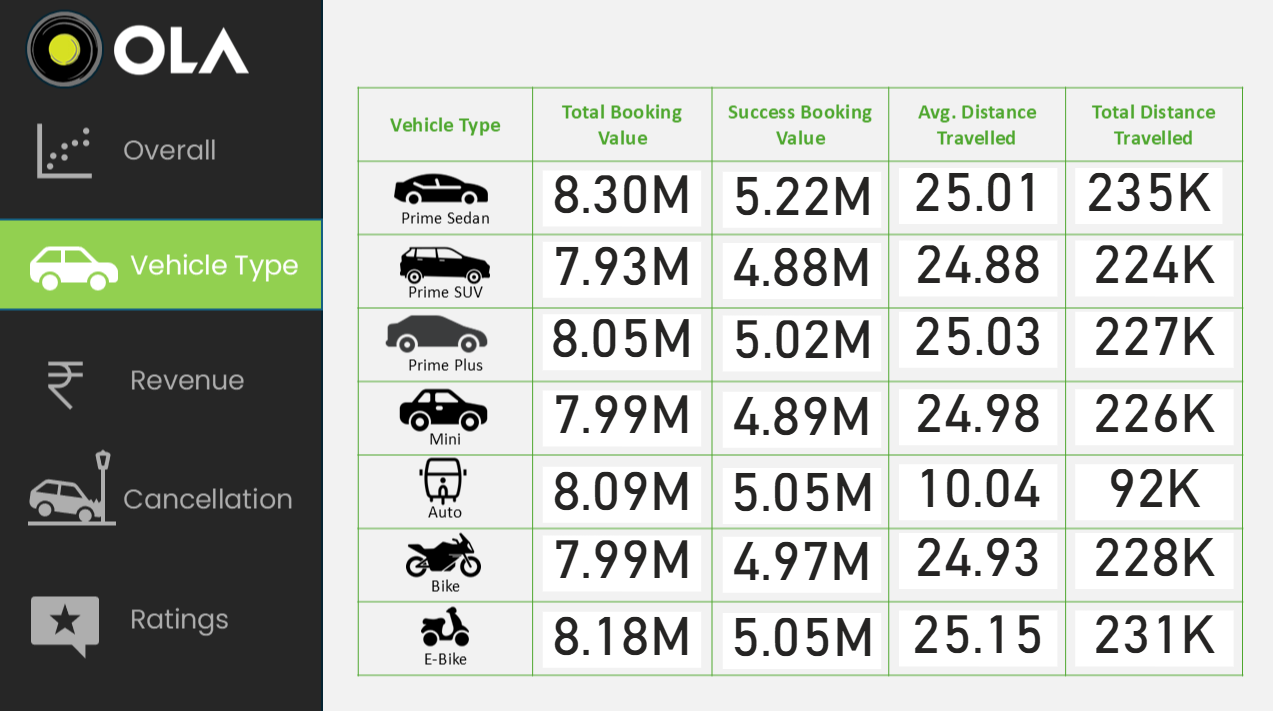 OLA
Overall
Vehicle Type
Revenue
Cancellation
Ratings
Vehicle Type Total Booking Value Success Booking Value Avg. Distance Travelled Total Distance Travelled
Prime Sedan 8.30M 5.22M 25.01 235K
Prime SUV 7.93M 4.88M 24.88 224K
Prime Plus 8.05M 5.02M 25.03 227K
Mini 7.99M 4.89M 24.98 226K
Auto 8.09M 5.05M 10.04 92K
Bike 7.99M 4.97M 24.93 228K
E-Bike 8.18M 5.05M 25.15 231K